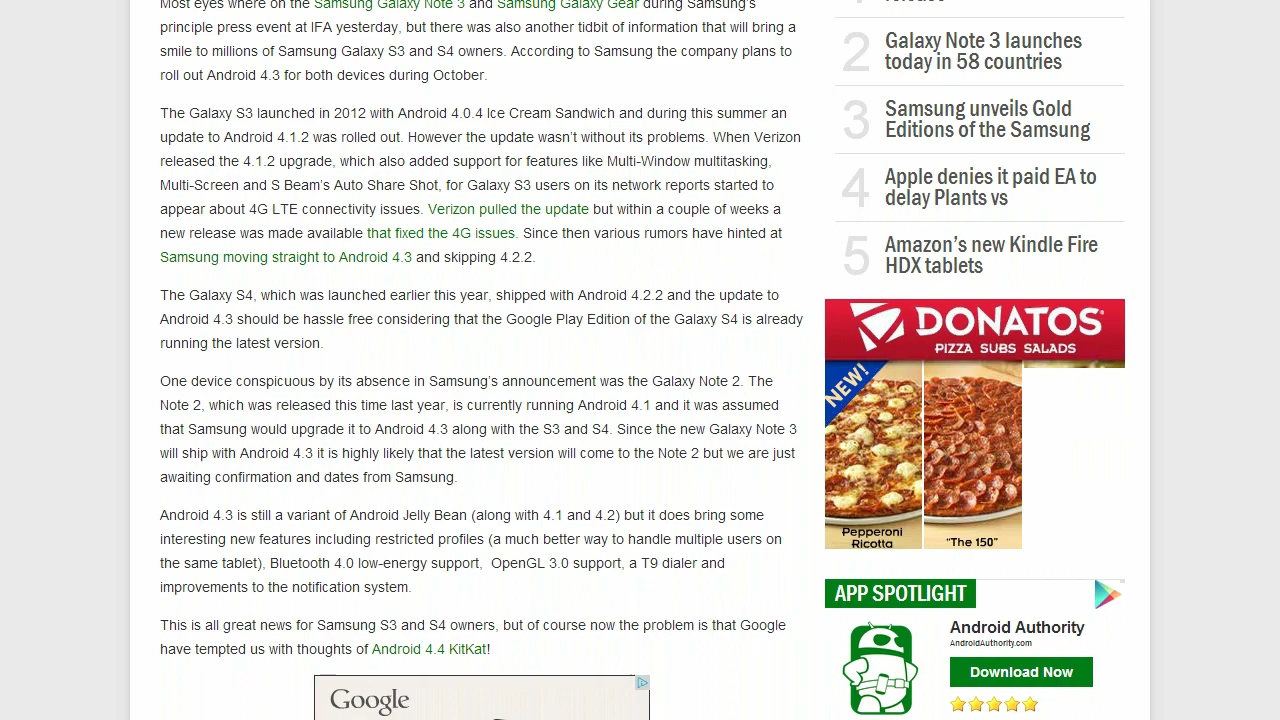 Most eyes where on the Samsung Galaxy Note 3 and Samsung Galaxy Gear during Samsung's
principle press event at IFA yesterday, but there was also another tidbit of information that will bring a
smile to millions of Samsung Galaxy S3 and S4 owners. According to Samsung the company plans to
roll out Android 4.3 for both devices during October.
The Galaxy S3 launched in 2012 with Android 4.0.4 Ice Cream Sandwich and during this summer an
update to Android 4.1.2 was rolled out. However the update wasn't without its problems. When Verizon
released the 4.1.2 upgrade, which also added support for features like Multi-Window multitasking,
Multi-Screen and S Beam's Auto Share Shot, for Galaxy S3 users on its network reports started to
appear about 4G LTE connectivity issues. Verizon pulled the update but within a couple of weeks a
new release was made available that fixed the 4G issues. Since then various rumors have hinted at
Samsung moving straight to Android 4.3 and skipping 4.2.2.
The Galaxy S4, which was launched earlier this year, shipped with Android 4.2.2 and the update to
Android 4.3 should be hassle free considering that the Google Play Edition of the Galaxy S4 is already
running the latest version.
One device conspicuous by its absence in Samsung's announcement was the Galaxy Note 2. The
Note 2, which was released this time last year, is currently running Android 4.1 and it was assumed
that Samsung would upgrade it to Android 4.3 along with the S3 and S4. Since the new Galaxy Note 3
will ship with Android 4.3 it is highly likely that the latest version will come to the Note 2 but we are just
awaiting confirmation and dates from Samsung.
Android 4.3 is still a variant of Android Jelly Bean (along with 4.1 and 4.2) but it does bring some
interesting new features including restricted profiles (a much better way to handle multiple users on
the same tablet), Bluetooth 4.0 low-energy support, OpenGL 3.0 support, a T9 dialer and
improvements to the notification system.
This is all great news for Samsung S3 and S4 owners, but of course now the problem is that Google
have tempted us with thoughts of Android 4.4 KitKat!
Google
release
2 Galaxy Note 3 launches
today in 58 countries
3 Samsung unveils Gold
Editions of the Samsung
4 Apple denies it paid EA to
delay Plants vs
5 Amazon's new Kindle Fire
HDX tablets
DONATOS
PIZZA SUBS SALADS
NEW!
Pepperoni
Ricotta
"The 150"
APP SPOTLIGHT
Android Authority
AndroidAuthority.com
Download Now